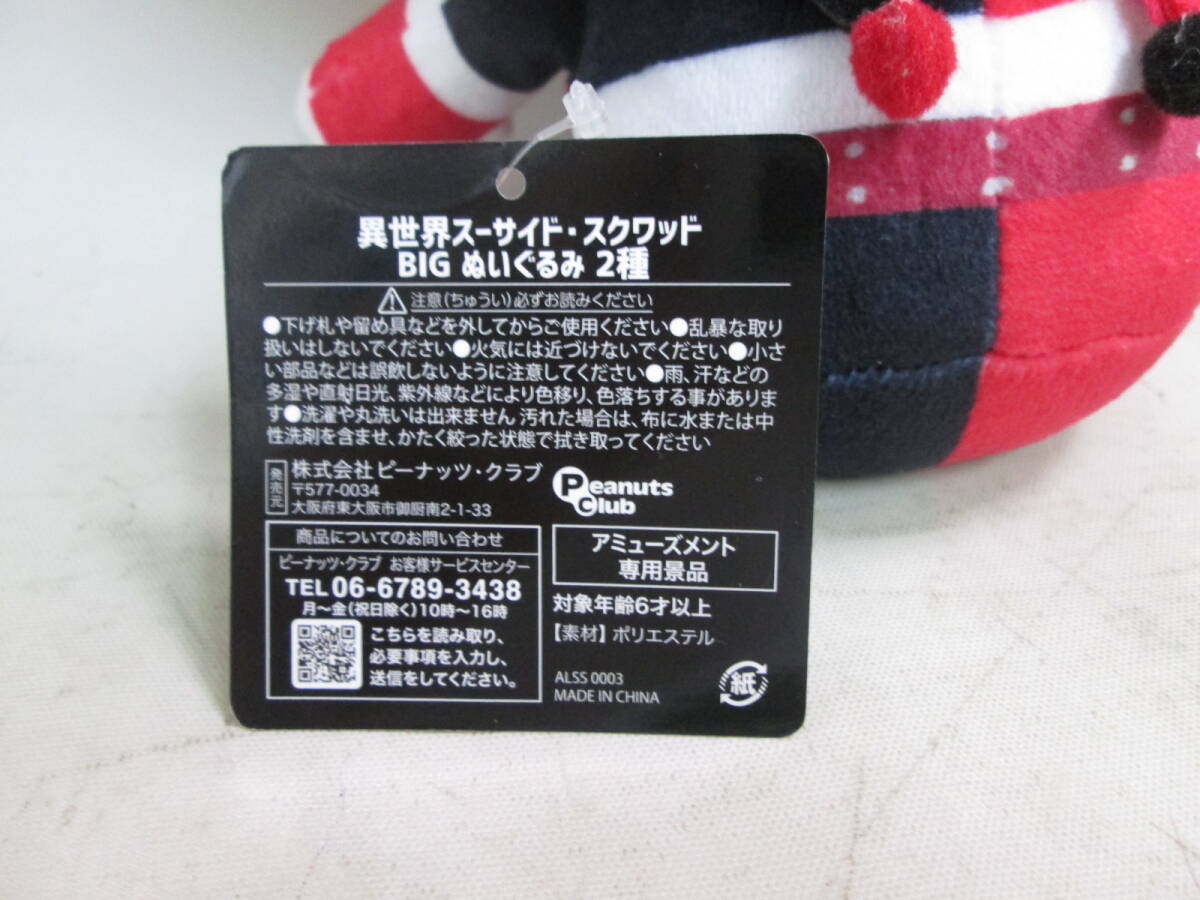 異世界スーサイド・スクワッド
BIG ぬいぐるみ 2種
注意(ちゅうい)必ずお読みください
●下げ札や留め具などを外してからご使用ください●乱暴な取り
扱いはしないでください●火気には近づけないでください●小さ
い部品などは誤飲しないように注意してください●雨、汗などの
多湿や直射日光、紫外線などにより色移り、色落ちする事がありま
す●洗濯や丸洗いは出来ません 汚れた場合は、布に水または中
性洗剤を含ませ、かたく絞った状態で拭き取ってください
発売元
株式会社ピーナッツ・クラブ
〒577-0034
大阪府東大阪市御厨南2-1-33
Peanuts
Club
商品についてのお問い合わせ
ピーナッツ・クラブ お客様サービスセンター
TEL 06-6789-3438
月〜金(祝日除く)10時〜16時
こちらを読み取り、
必要事項を入力し、
送信をしてください。
アミューズメント
専用景品
対象年齢6才以上
【素材】ポリエステル
ALSS 0003
MADE IN CHINA
紙